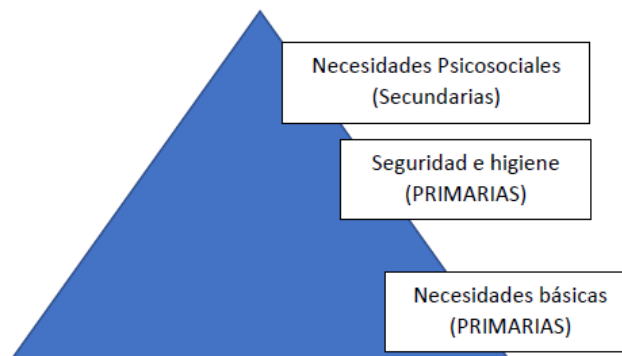 Necesidades Psicosociales
(Secundarias)
Seguridad e higiene
(PRIMARIAS)
Necesidades básicas
(PRIMARIAS)